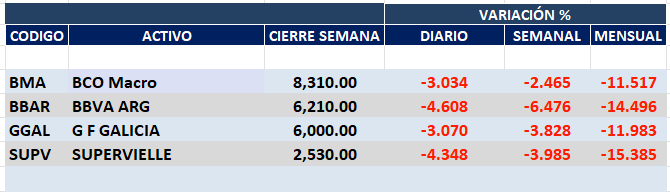 VARIACIÓN %
CODIGO ACTIVO CIERRE SEMANA DIARIO SEMANAL MENSUAL
BMA BCO Macro 8,310.00 -3.034 -2.465 -11.517
BBAR BBVA ARG 6,210.00 -4.608 -6.476 -14.496
GGAL G F GALICIA 6,000.00 -3.070 -3.828 -11.983
SUPV SUPERVIELLE 2,530.00 -4.348 -3.985 -15.385